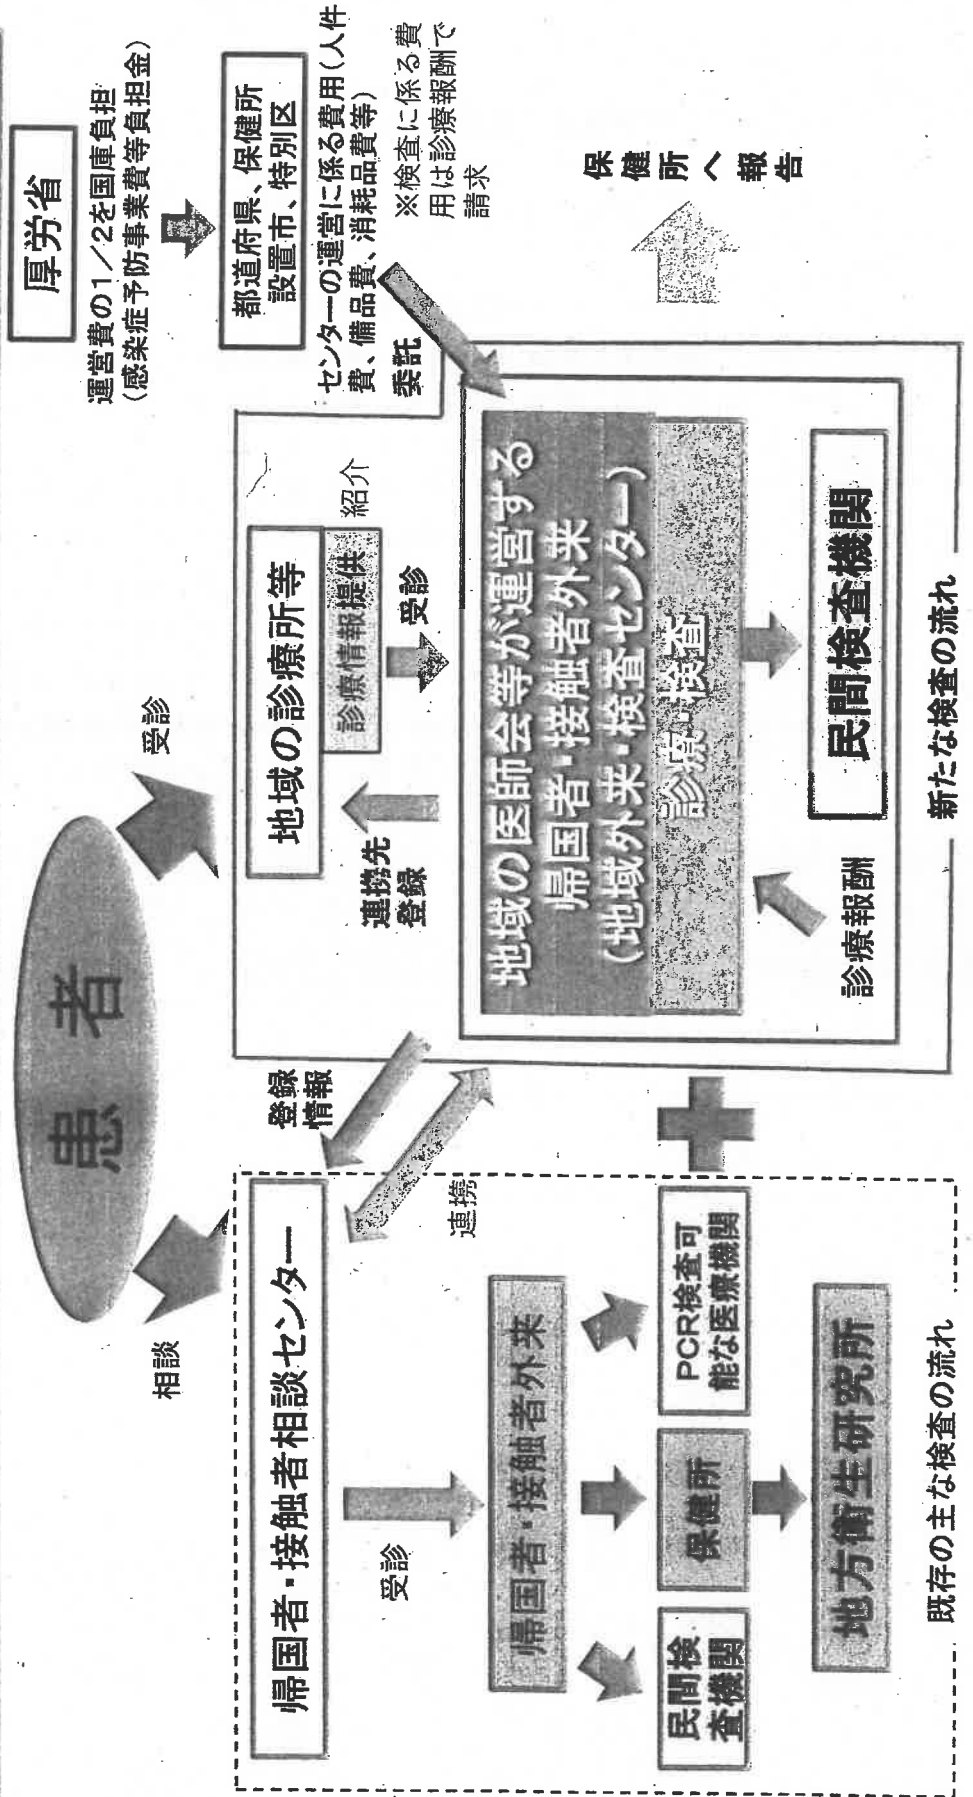 患者
相談
受診
厚労省
運営費の1/2を国庫負担
(感染症予防事業費等負担金)
都道府県、保健所
設置市、特別区
センターの運営に係る費用(人件
費、備品費、消耗品費等)
委託
※検査に係る費
用は診療報酬で
請求
帰国者・接触者相談センター
受診
帰国者・接触者外来
民間検
査機関
保健所
PCR検査可
能な医療機関
地方衛生研究所
既存の主な検査の流れ
登録
情報
連携
地域の診療所等
診療情報提供
紹介
連携先
登録
受診
地域の医師会等が運営する
帰国者・接触者外来
(地域外来・検査センター)
診療・検査
診療報酬
民間検査機関
新たな検査の流れ
保健所へ報告